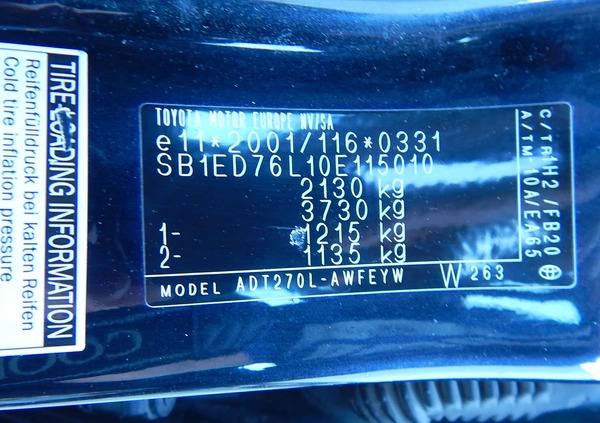 TOYOTA MOTOR EUROPE NV/SA
e11*2001/116*0331
SB1ED76L10E115010
2130 kg
3730 kg
1- 1215 kg
2- 1135 kg
MODEL ADT270L-AWFEYW W 263
C/TR 1H2 /FB20
A/TM 10A/EA65
TIRE LOADING INFORMATION
Reifenfülldruck bei kalten Reifen
Cold tire inflation pressure